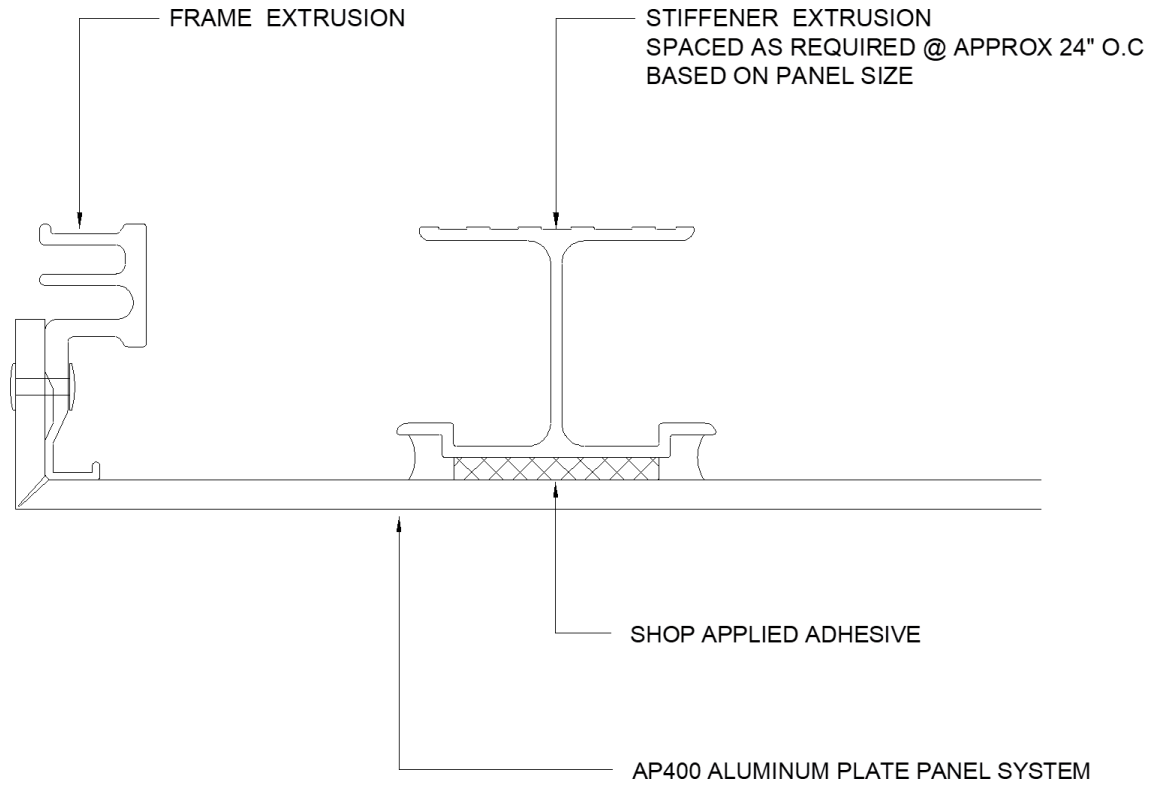 FRAME EXTRUSION
STIFFENER EXTRUSION
SPACED AS REQUIRED @ APPROX 24" O.C
BASED ON PANEL SIZE
SHOP APPLIED ADHESIVE
AP400 ALUMINUM PLATE PANEL SYSTEM